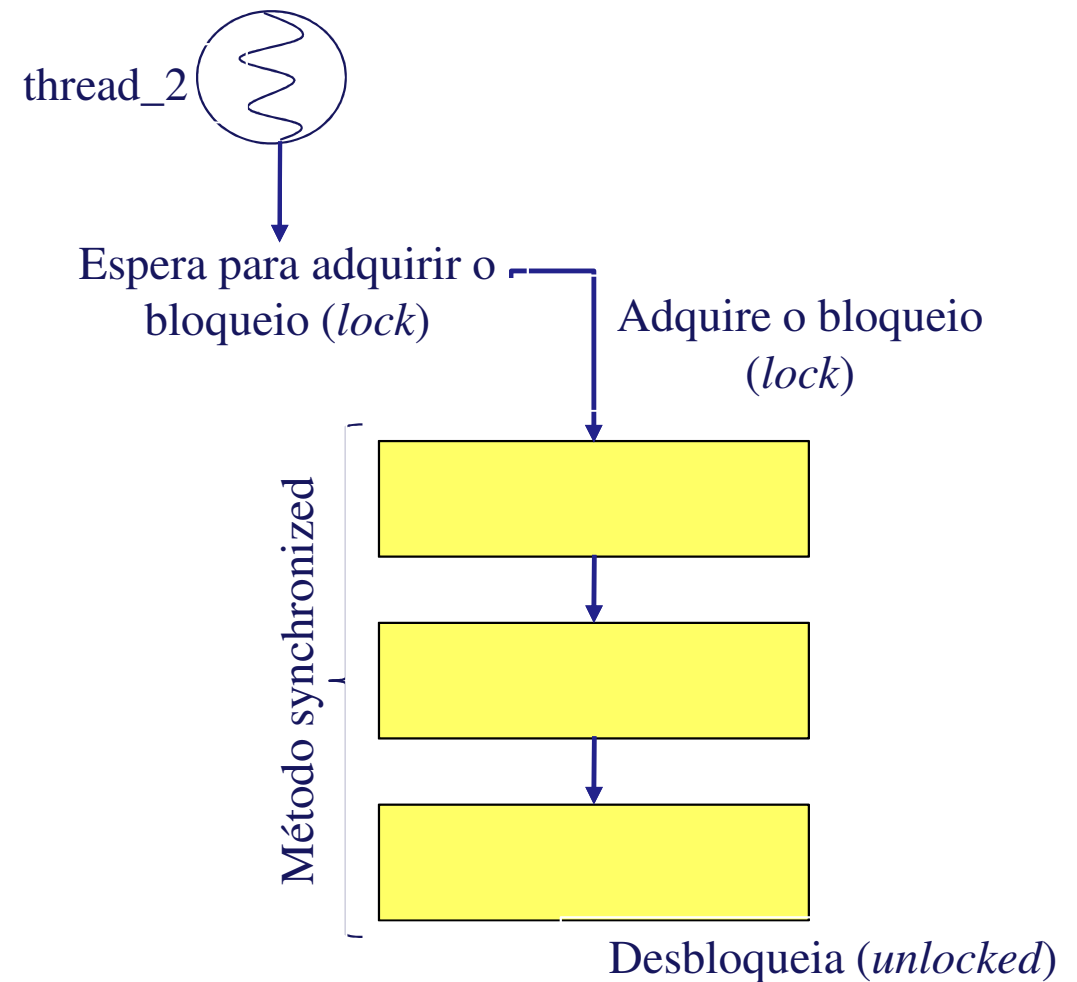 thread_2
Espera para adquirir o
bloqueio (lock)
Adquire o bloqueio
(lock)
Método synchronized
Desbloqueia (unlocked)